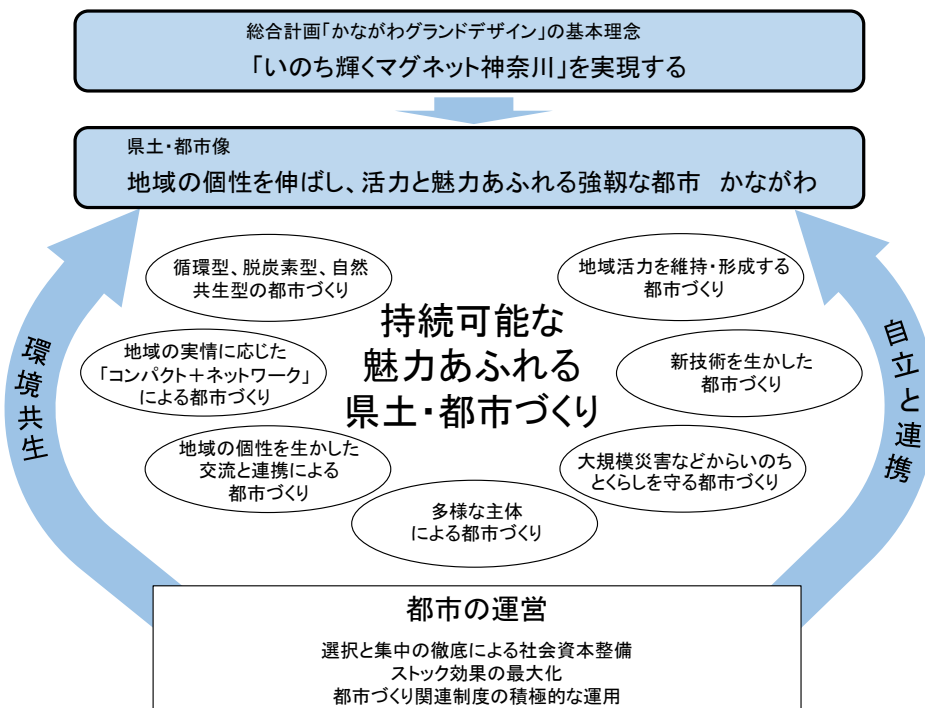 総合計画「かながわグランドデザイン」の基本理念
「いのち輝くマグネット神奈川」を実現する
県土・都市像
地域の個性を伸ばし、活力と魅力あふれる強靱な都市　かながわ
循環型、脱炭素型、自然
共生型の都市づくり
地域活力を維持・形成する
都市づくり
持続可能な
魅力あふれる
県土・都市づくり
環境共生
地域の実情に応じた
「コンパクト＋ネットワーク」
による都市づくり
新技術を生かした
都市づくり
自立と連携
地域の個性を生かした
交流と連携による
都市づくり
大規模災害などからいのち
とくらしを守る都市づくり
多様な主体
による都市づくり
都市の運営
選択と集中の徹底による社会資本整備
ストック効果の最大化
都市づくり関連制度の積極的な運用